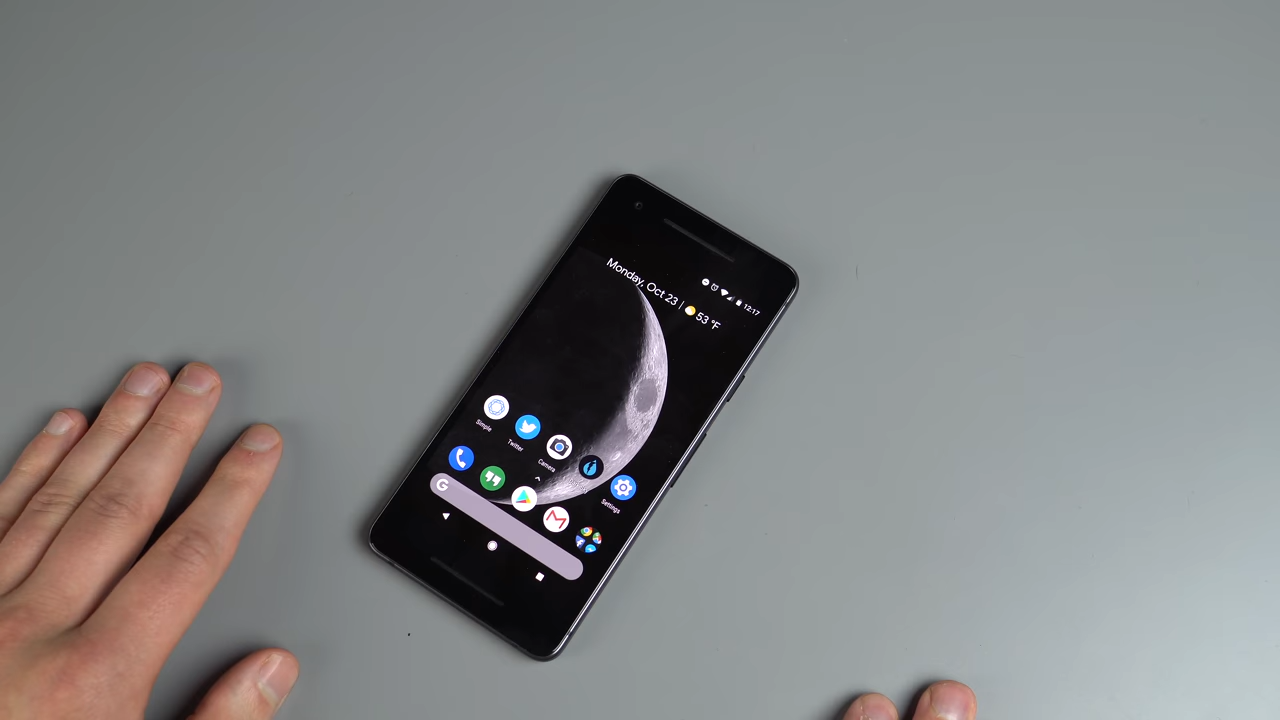 12:17
Monday, Oct 23 | 53 °F
Simple
Twitter
Camera
Settings
G